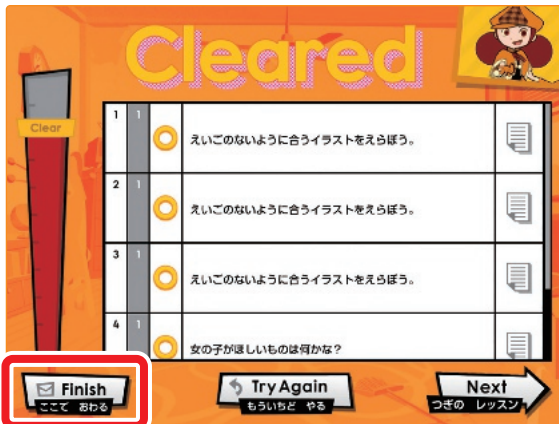 Cleared
Clear
1 1 えいごのないように合うイラストをえらぼう。
2 1 えいごのないように合うイラストをえらぼう。
3 1 えいごのないように合うイラストをえらぼう。
4 1 女の子がほしいものは何かな?
Finish
ここで おわる
Try Again
もういちど やる
Next
つぎの レッスン